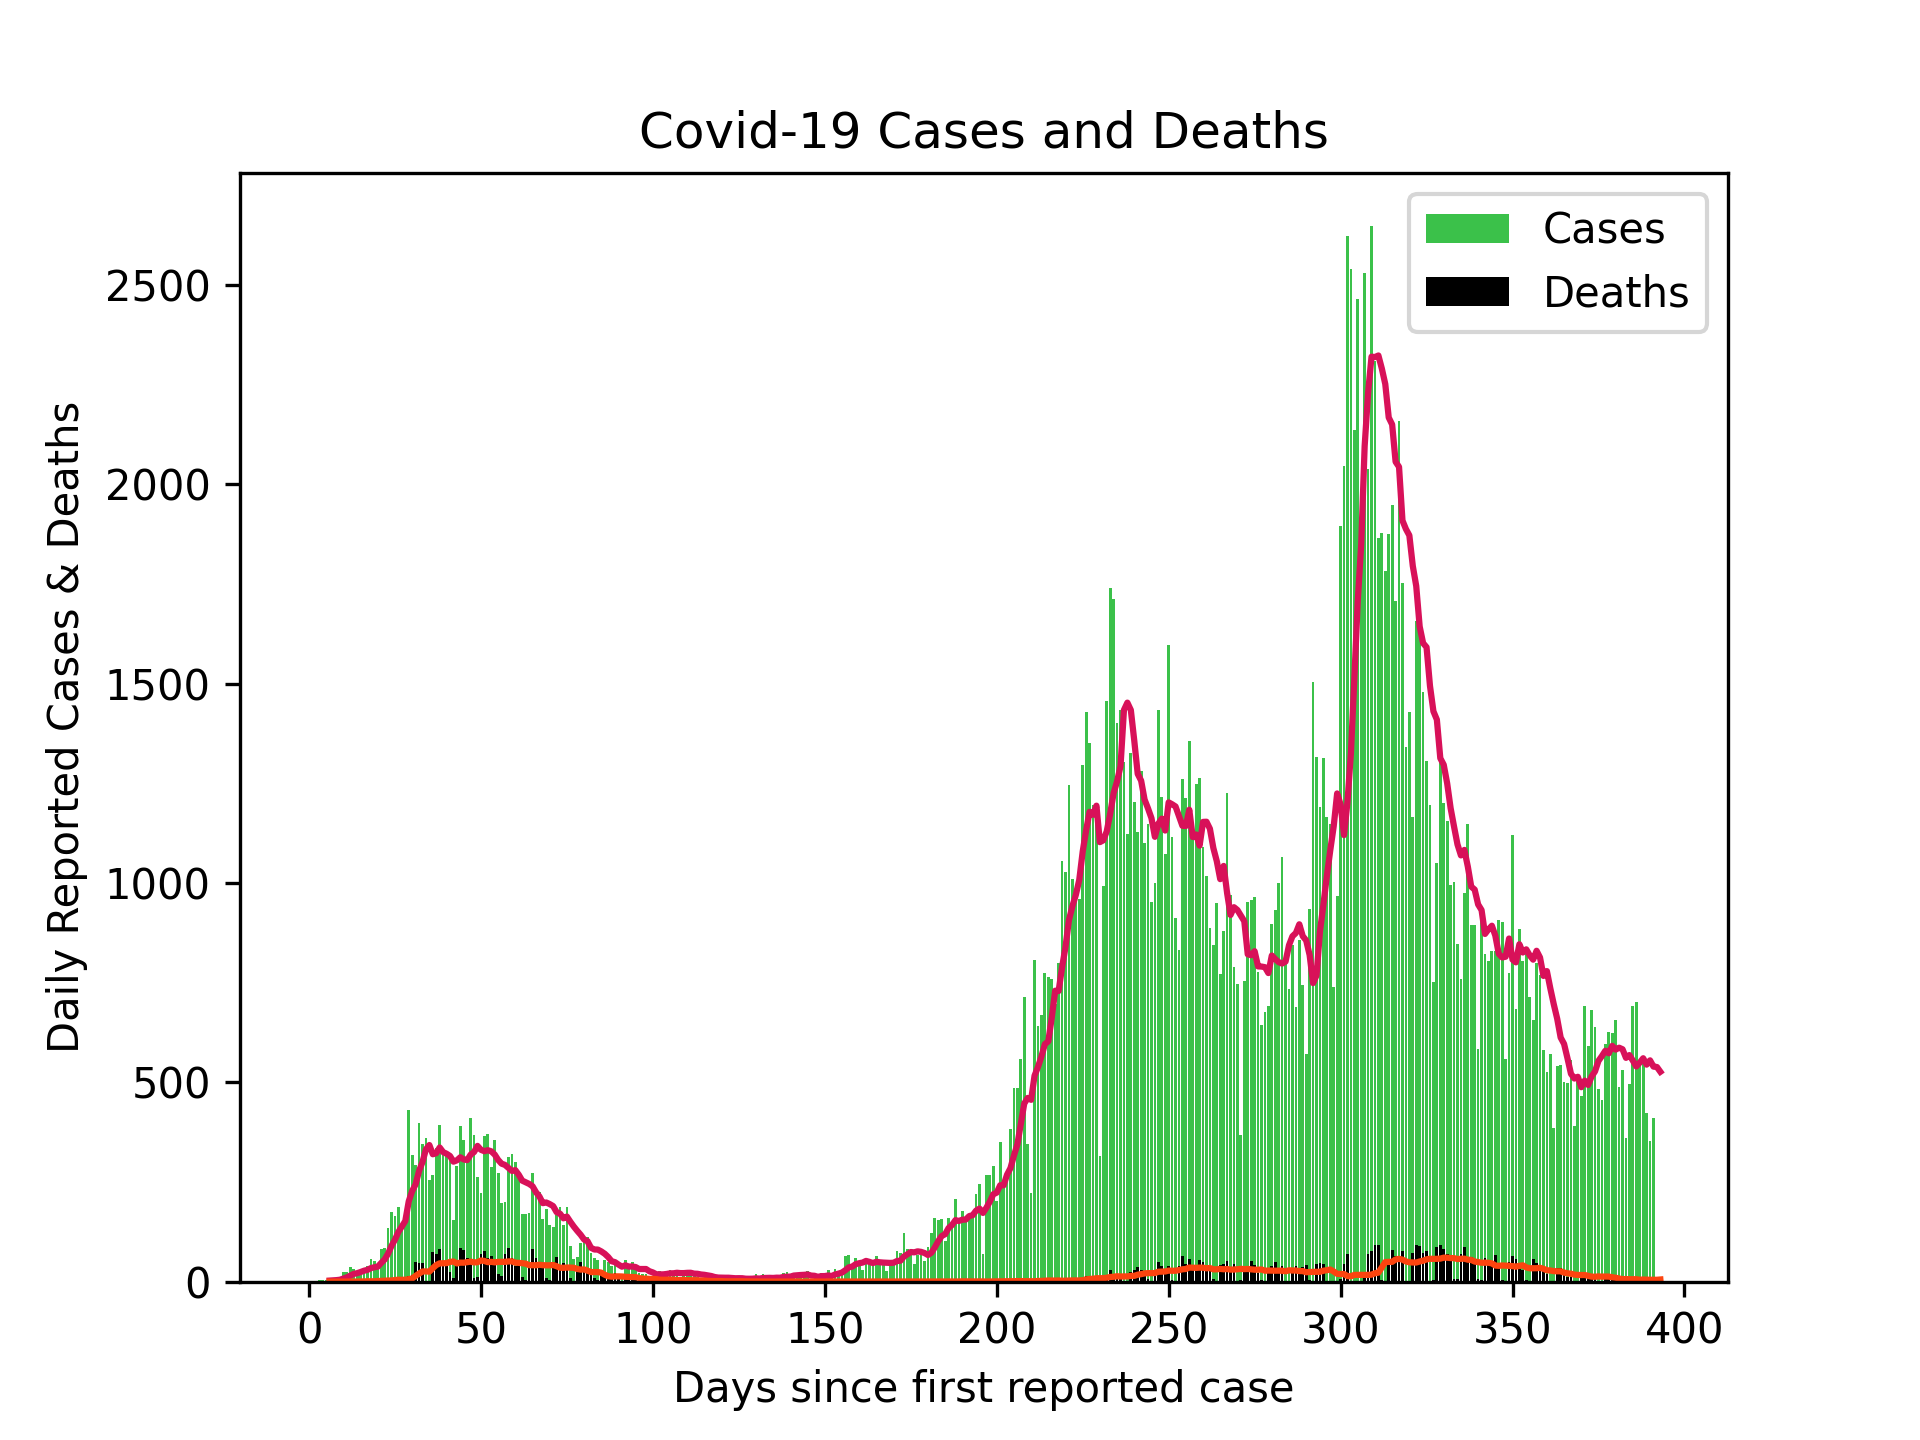 Covid-19 Cases and Deaths
Cases
Deaths
2500
2000
1500
1000
500
0
Daily Reported Cases & Deaths
0 50 100 150 200 250 300 350 400
Days since first reported case